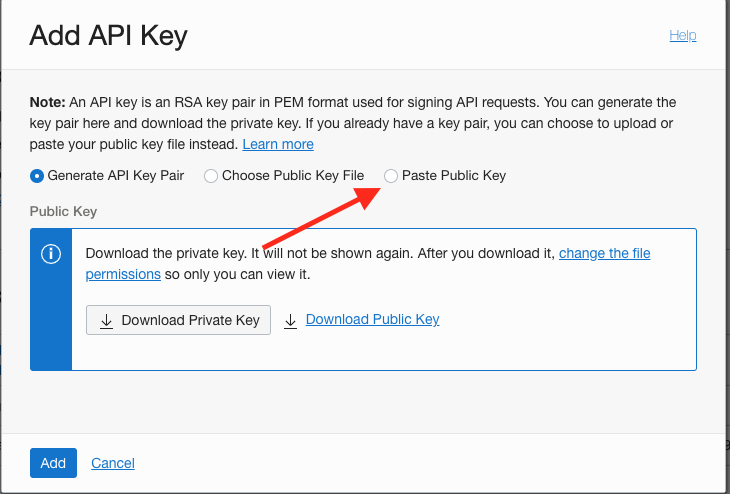 Add API Key
Help
Note: An API key is an RSA key pair in PEM format used for signing API requests. You can generate the
key pair here and download the private key. If you already have a key pair, you can choose to upload or
paste your public key file instead. Learn more
Generate API Key Pair Choose Public Key File Paste Public Key
Public Key
Download the private key. It will not be shown again. After you download it, change the file
permissions so only you can view it.
Download Private Key Download Public Key
Add Cancel